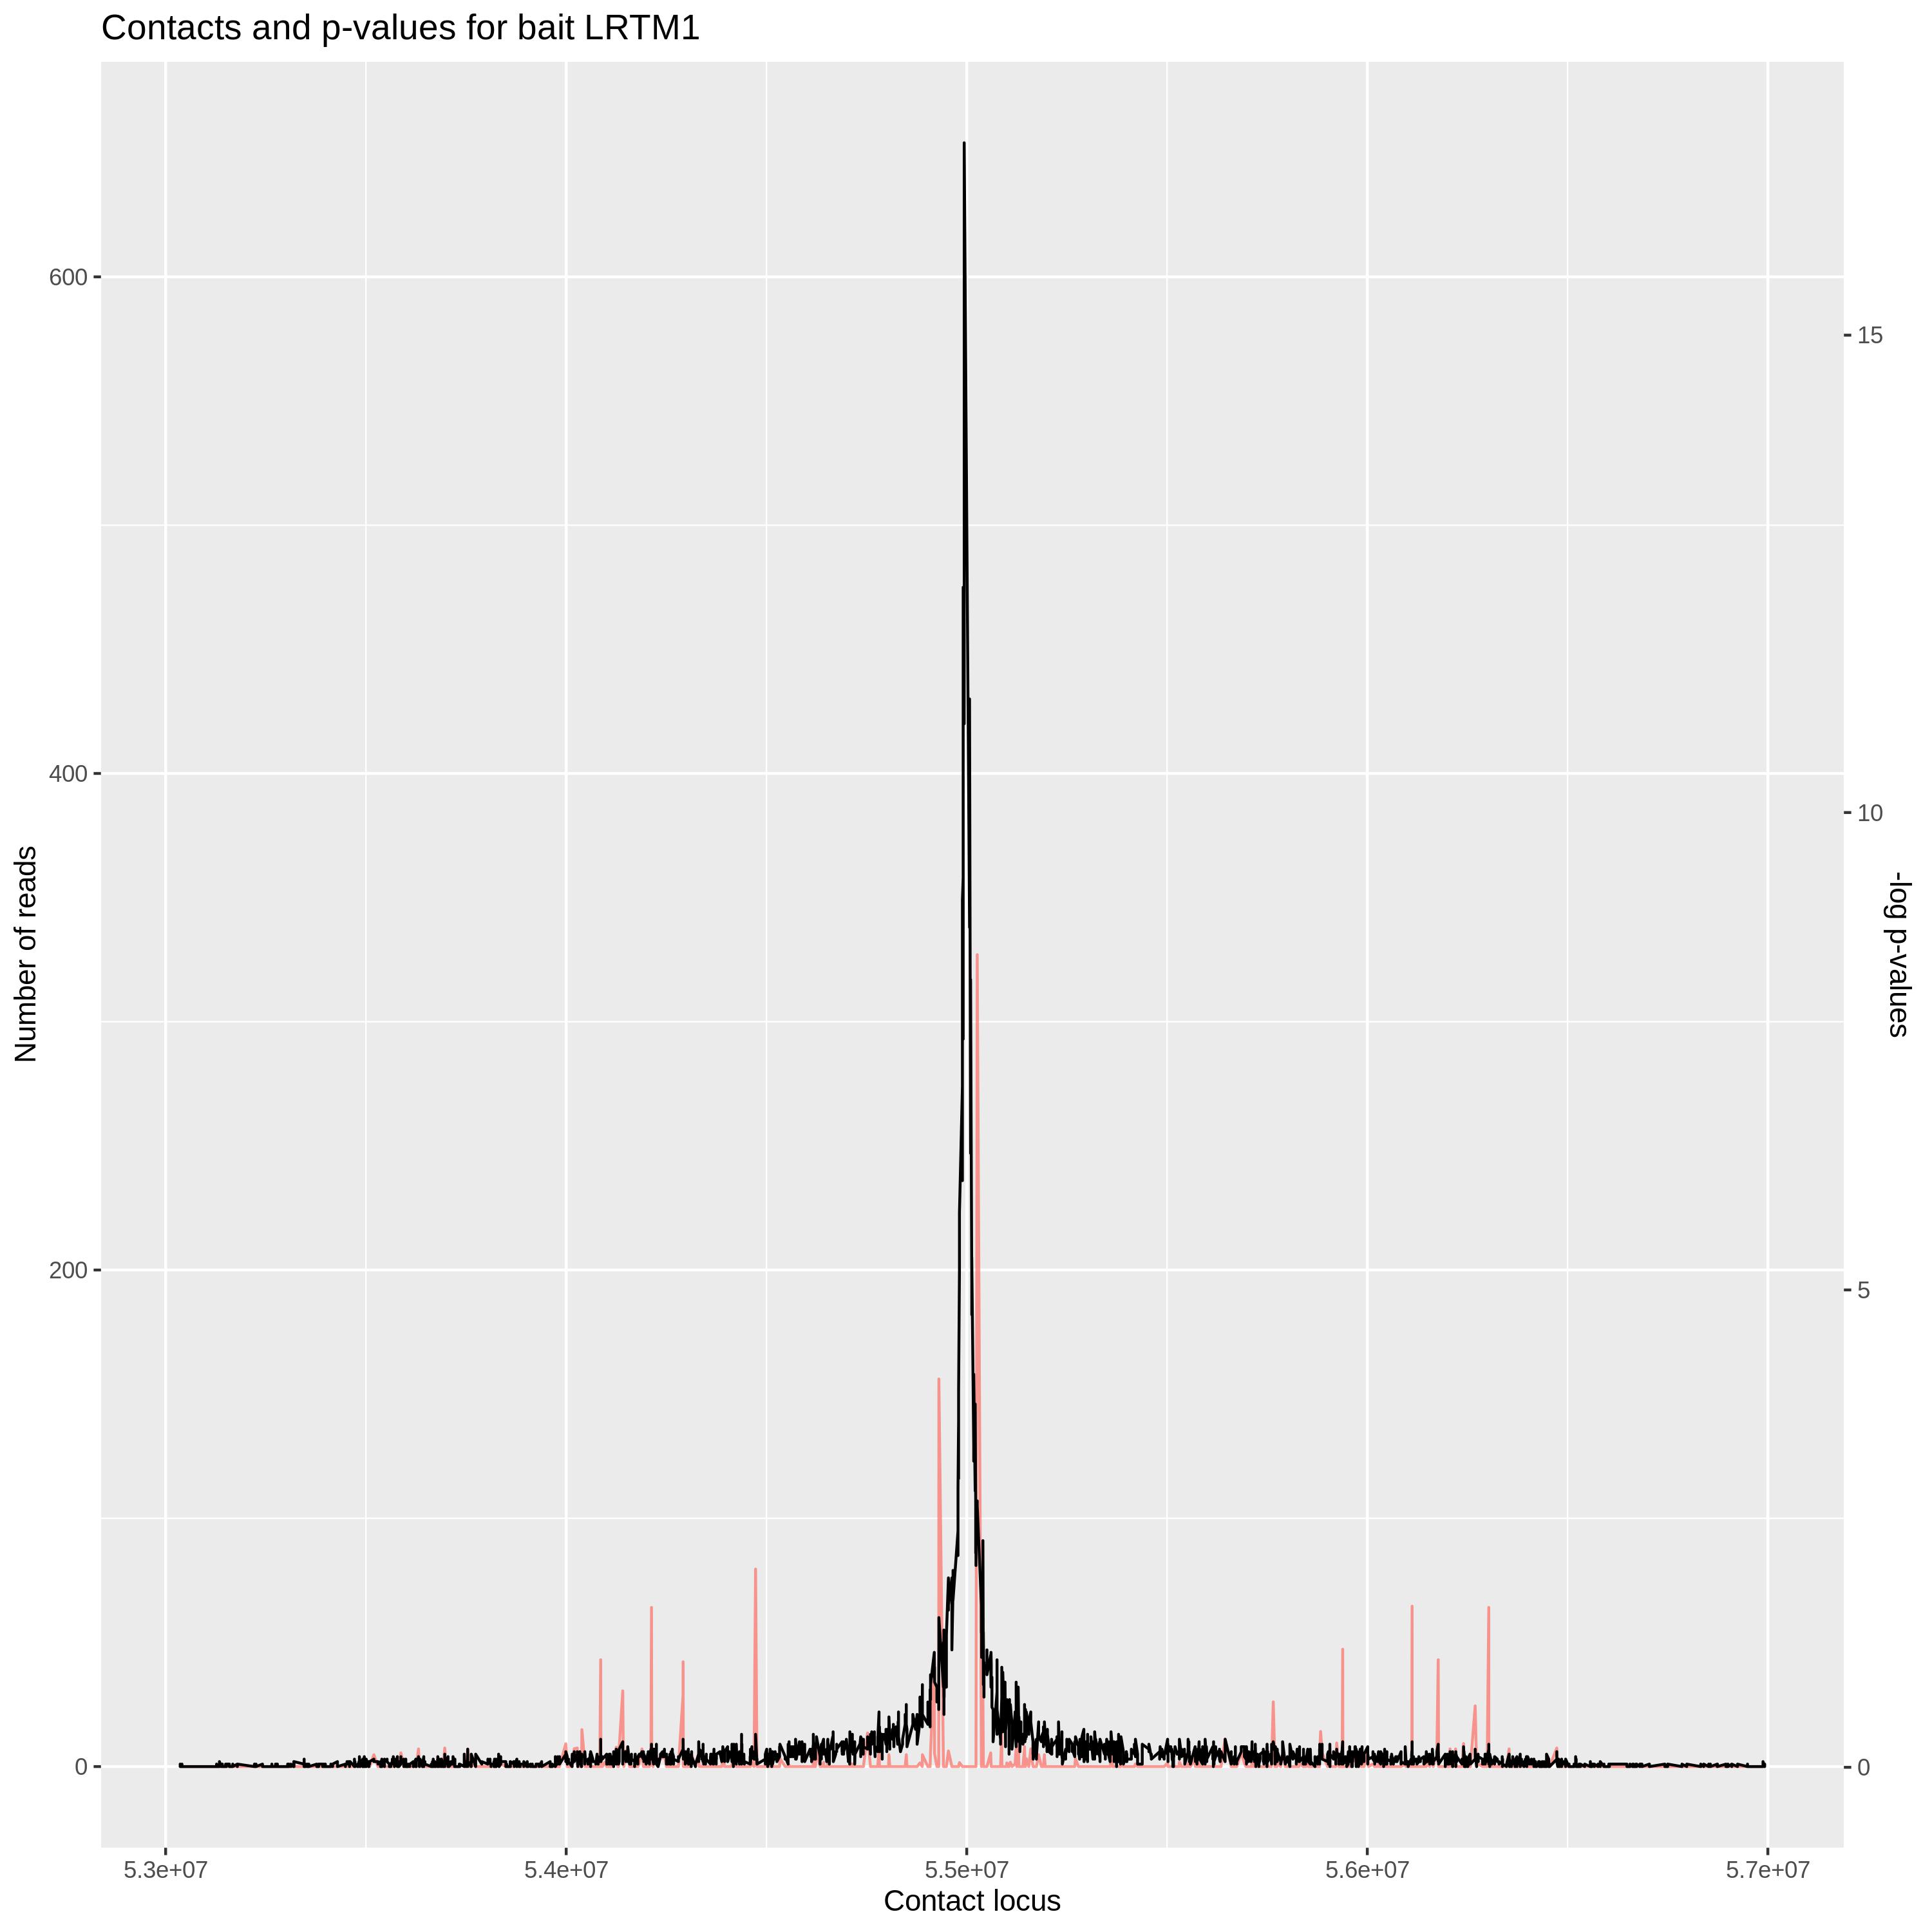 Contacts and p-values for bait LRTM1
Number of reads
600
400
200
0
15
10
5
0
-log p-values
5.3e+07 5.4e+07 5.5e+07 5.6e+07 5.7e+07
Contact locus